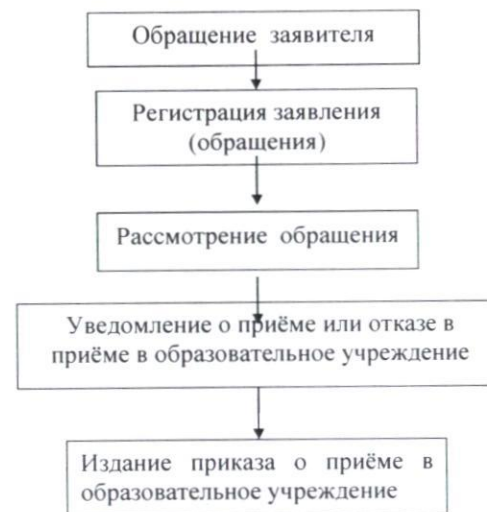 Обращение заявителя
Регистрация заявления
(обращения)
Рассмотрение обращения
Уведомление о приёме или отказе в
приёме в образовательное учреждение
Издание приказа о приёме в
образовательное учреждение